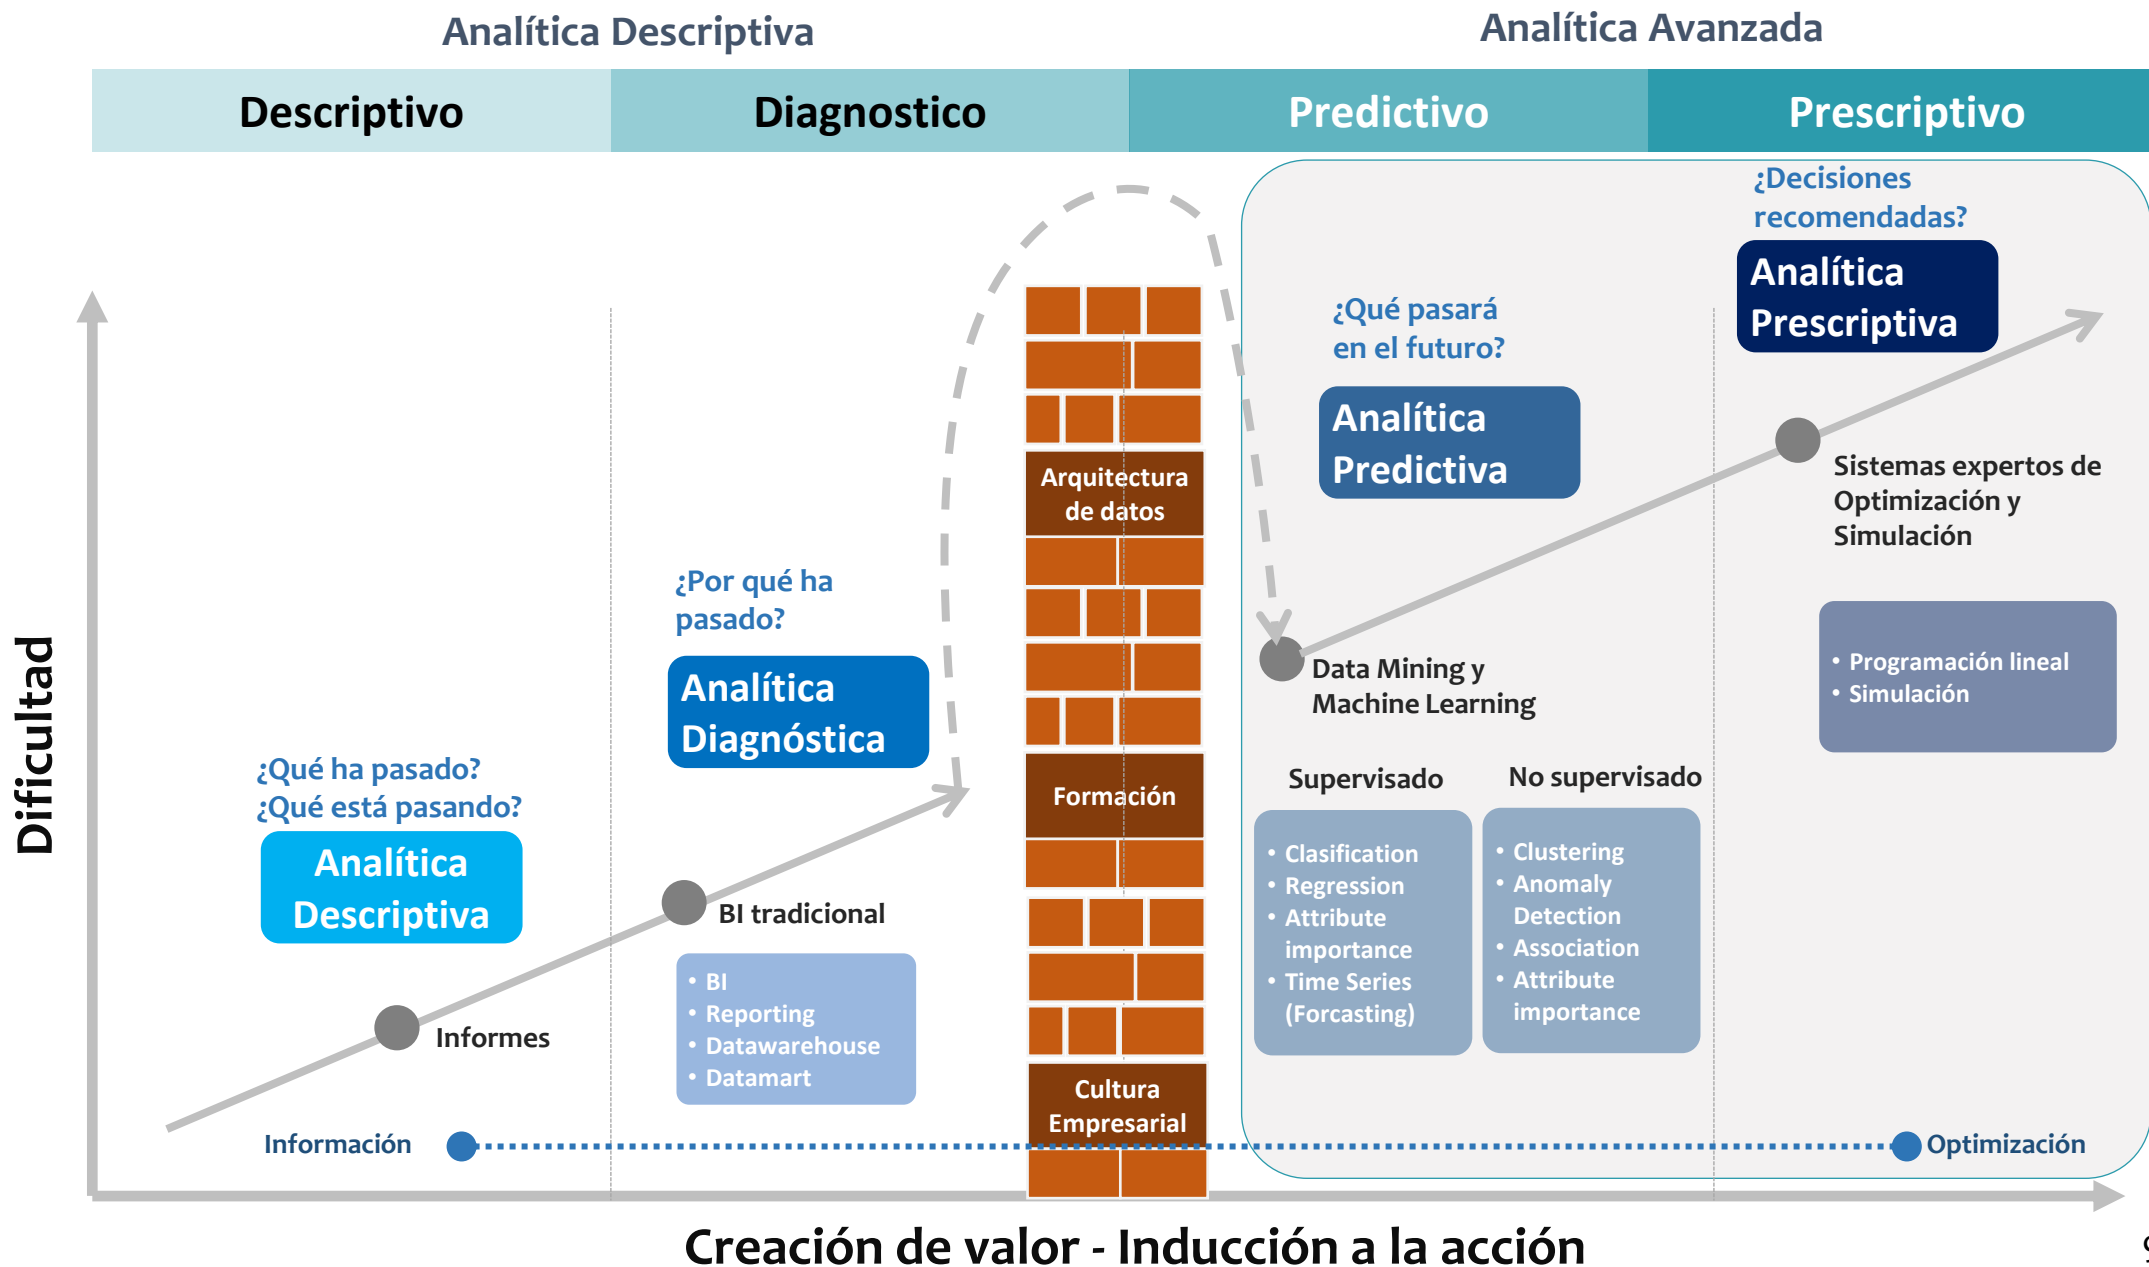 Analítica Descriptiva
Analítica Avanzada
Descriptivo
Diagnostico
Predictivo
Prescriptivo
¿Decisiones
recomendadas?
Analítica
Prescriptiva
¿Qué pasará
en el futuro?
Analítica
Predictiva
Sistemas expertos de
Optimización y
Simulación
• Programación lineal
• Simulación
Arquitectura
de datos
Formación
Cultura
Empresarial
¿Por qué ha
pasado?
Analítica
Diagnóstica
Data Mining y
Machine Learning
Supervisado
• Clasification
• Regression
• Attribute
importance
• Time Series
(Forcasting)
No supervisado
• Clustering
• Anomaly
Detection
• Association
• Attribute
importance
¿Qué ha pasado?
¿Qué está pasando?
Analítica
Descriptiva
BI tradicional
• BI
• Reporting
• Datawarehouse
• Datamart
Informes
Información
Optimización
Dificultad
Creación de valor - Inducción a la acción